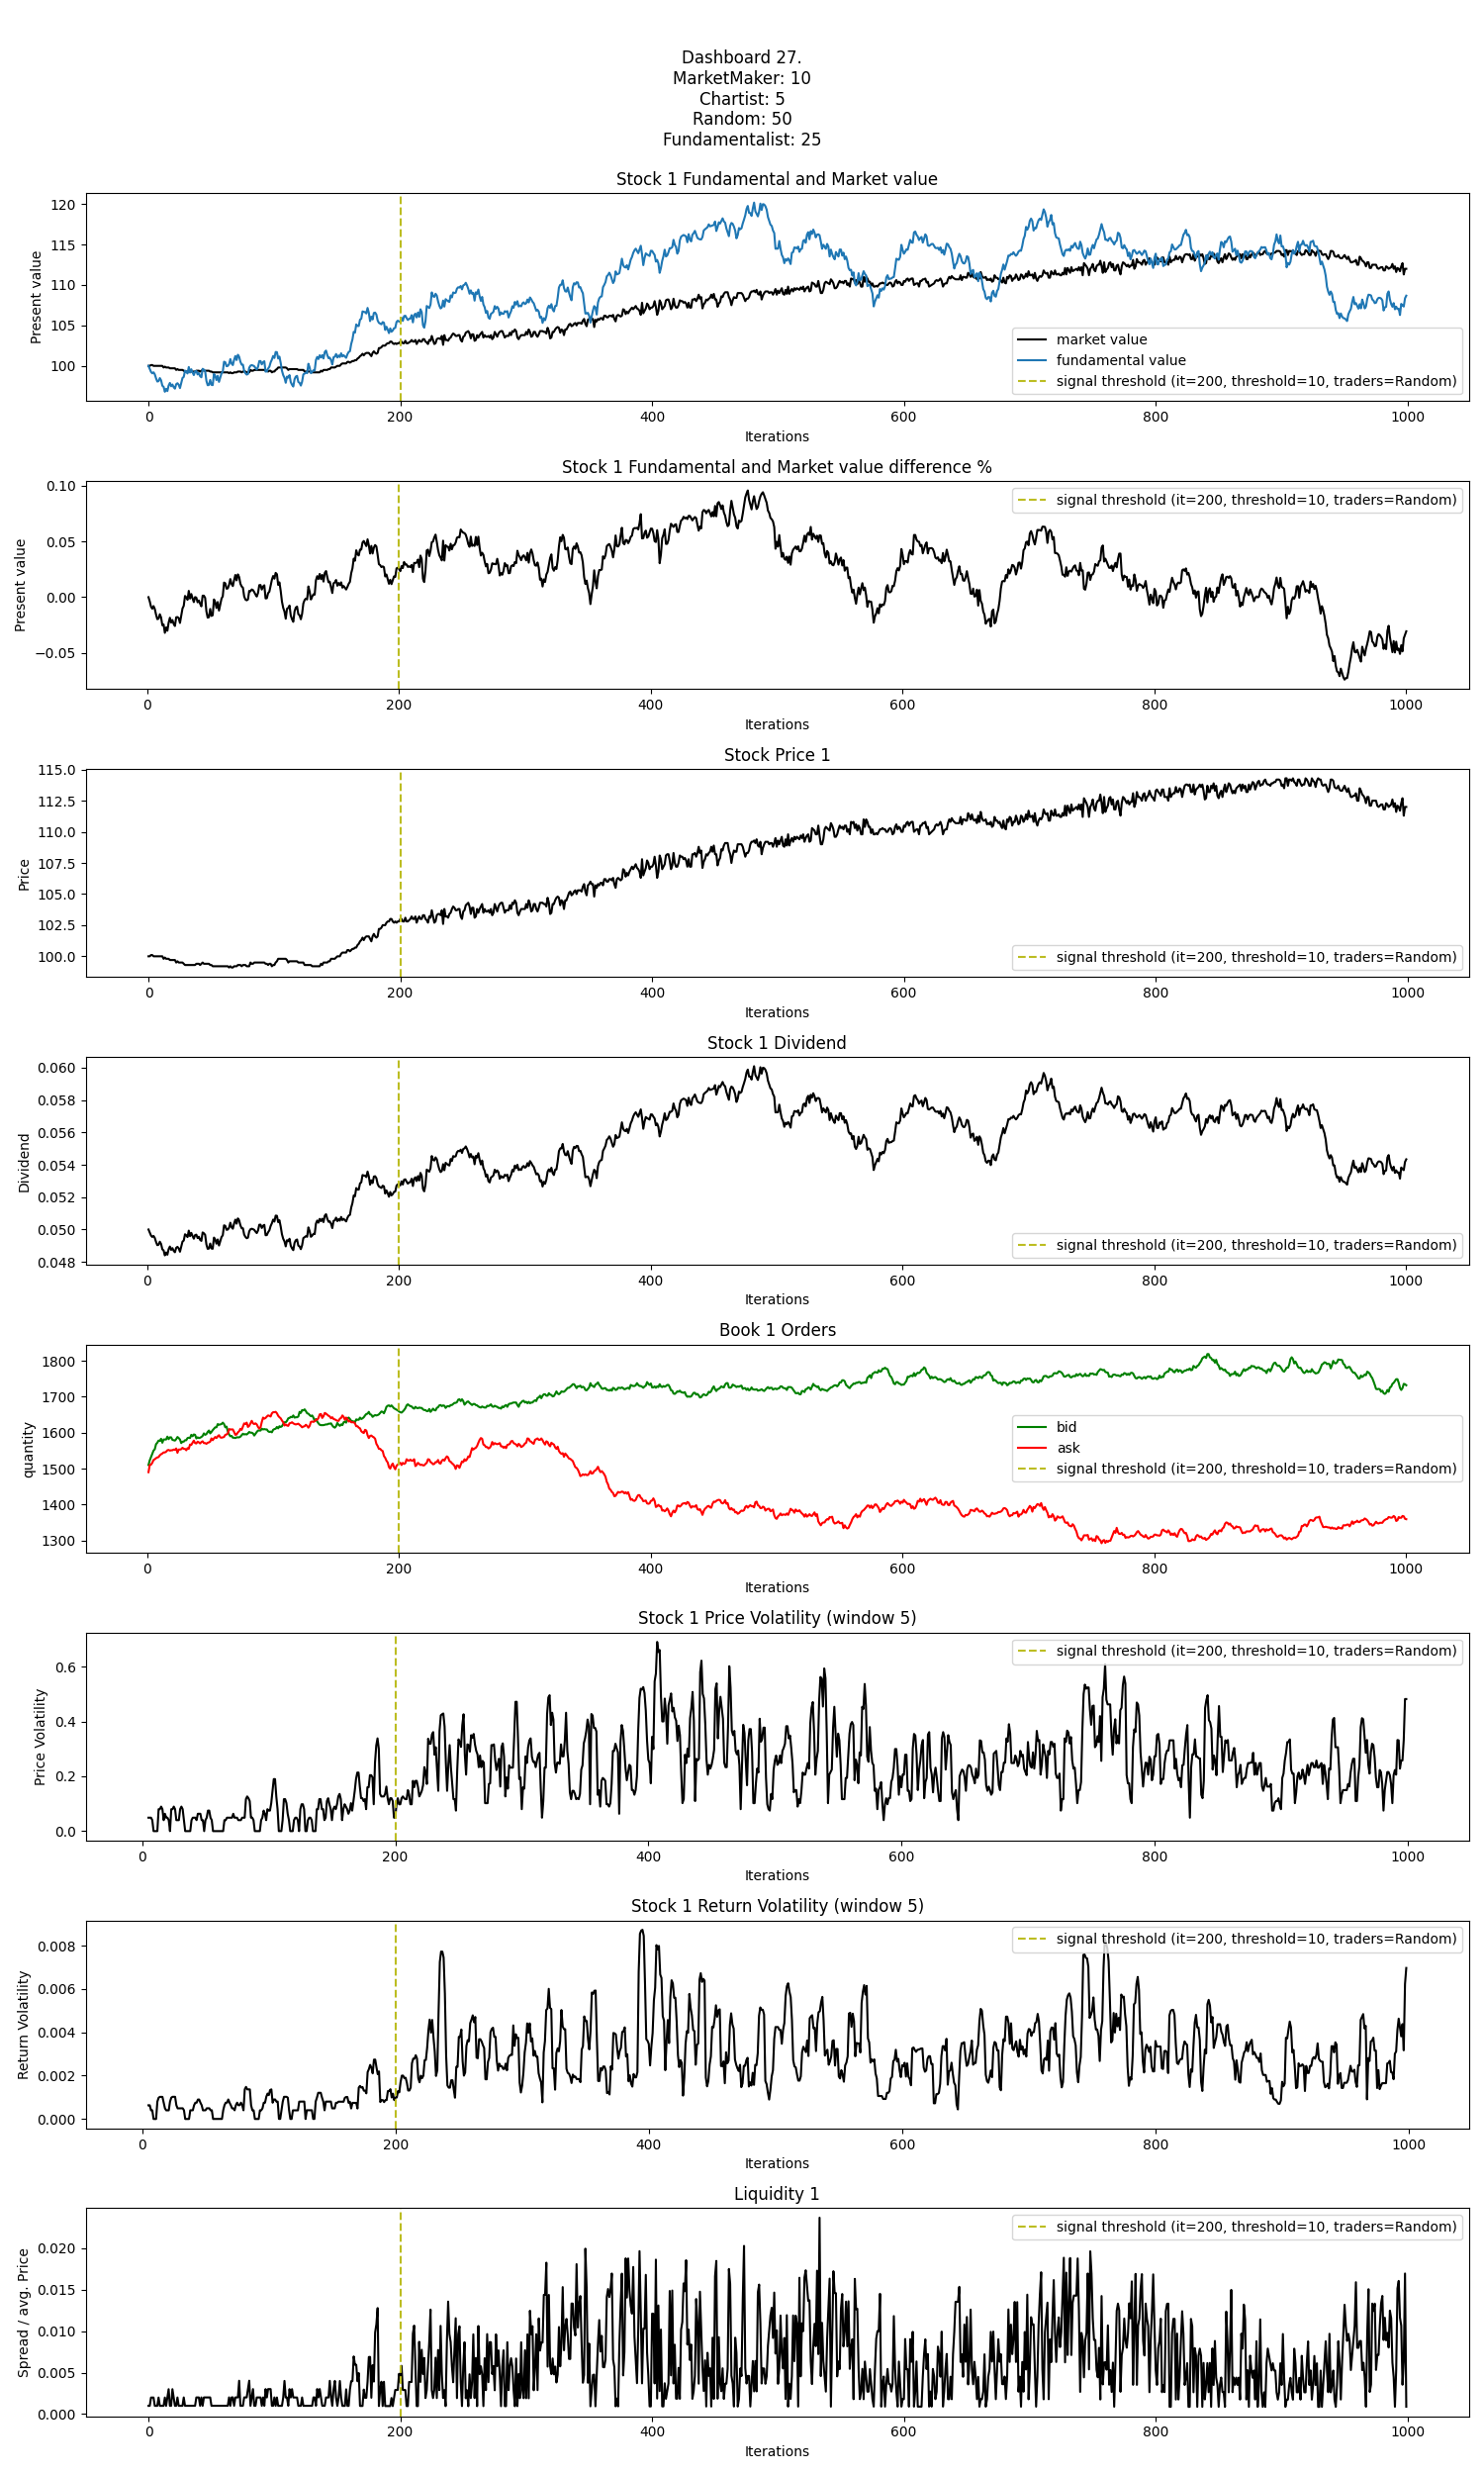 Dashboard 27.
MarketMaker: 10
Chartist: 5
Random: 50
Fundamentalist: 25
Stock 1 Fundamental and Market value
Present value
120
115
110
105
100
market value
fundamental value
signal threshold (it=200, threshold=10, traders=Random)
0 200 400 600 800 1000
Iterations
Stock 1 Fundamental and Market value difference %
Present value
0.10
0.05
0.00
−0.05
signal threshold (it=200, threshold=10, traders=Random)
0 200 400 600 800 1000
Iterations
Stock Price 1
Price
115.0
112.5
110.0
107.5
105.0
102.5
100.0
signal threshold (it=200, threshold=10, traders=Random)
0 200 400 600 800 1000
Iterations
Stock 1 Dividend
Dividend
0.060
0.058
0.056
0.054
0.052
0.050
0.048
signal threshold (it=200, threshold=10, traders=Random)
0 200 400 600 800 1000
Iterations
Book 1 Orders
quantity
1800
1700
1600
1500
1400
1300
bid
ask
signal threshold (it=200, threshold=10, traders=Random)
0 200 400 600 800 1000
Iterations
Stock 1 Price Volatility (window 5)
Price Volatility
0.6
0.4
0.2
0.0
signal threshold (it=200, threshold=10, traders=Random)
0 200 400 600 800 1000
Iterations
Stock 1 Return Volatility (window 5)
Return Volatility
0.008
0.006
0.004
0.002
0.000
signal threshold (it=200, threshold=10, traders=Random)
0 200 400 600 800 1000
Iterations
Liquidity 1
Spread / avg. Price
0.020
0.015
0.010
0.005
0.000
signal threshold (it=200, threshold=10, traders=Random)
0 200 400 600 800 1000
Iterations